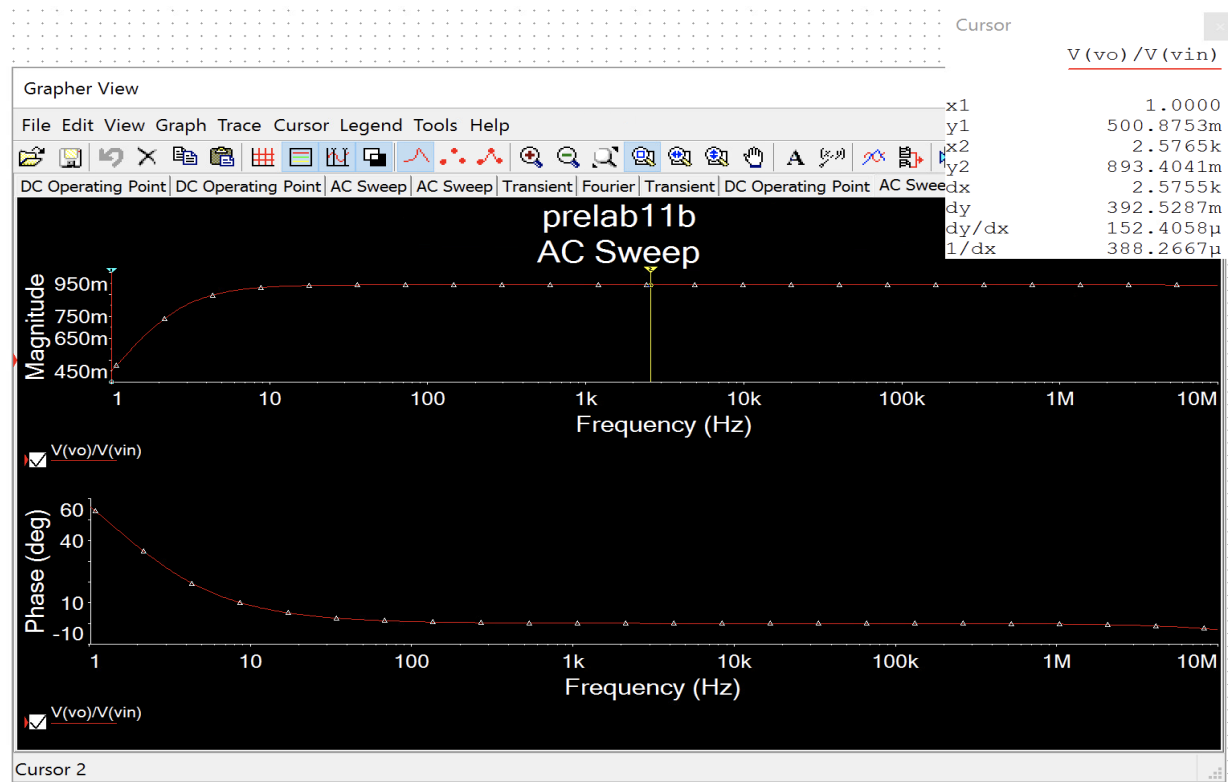 Cursor
V(vo)/V(vin)
x1 1.0000
y1 500.8753m
x2 2.5765k
y2 893.4041m
dx 2.5755k
dy 392.5287m
dy/dx 152.4058µ
1/dx 388.2667µ
Grapher View
File Edit View Graph Trace Cursor Legend Tools Help
DC Operating Point DC Operating Point AC Sweep AC Sweep Transient Fourier Transient DC Operating Point AC Swee
prelab11b
AC Sweep
Magnitude
950m
750m
650m
450m
1 10 100 1k 10k 100k 1M 10M
Frequency (Hz)
V(vo)/V(vin)
Phase (deg)
60
40
10
-10
1 10 100 1k 10k 100k 1M 10M
Frequency (Hz)
V(vo)/V(vin)
Cursor 2